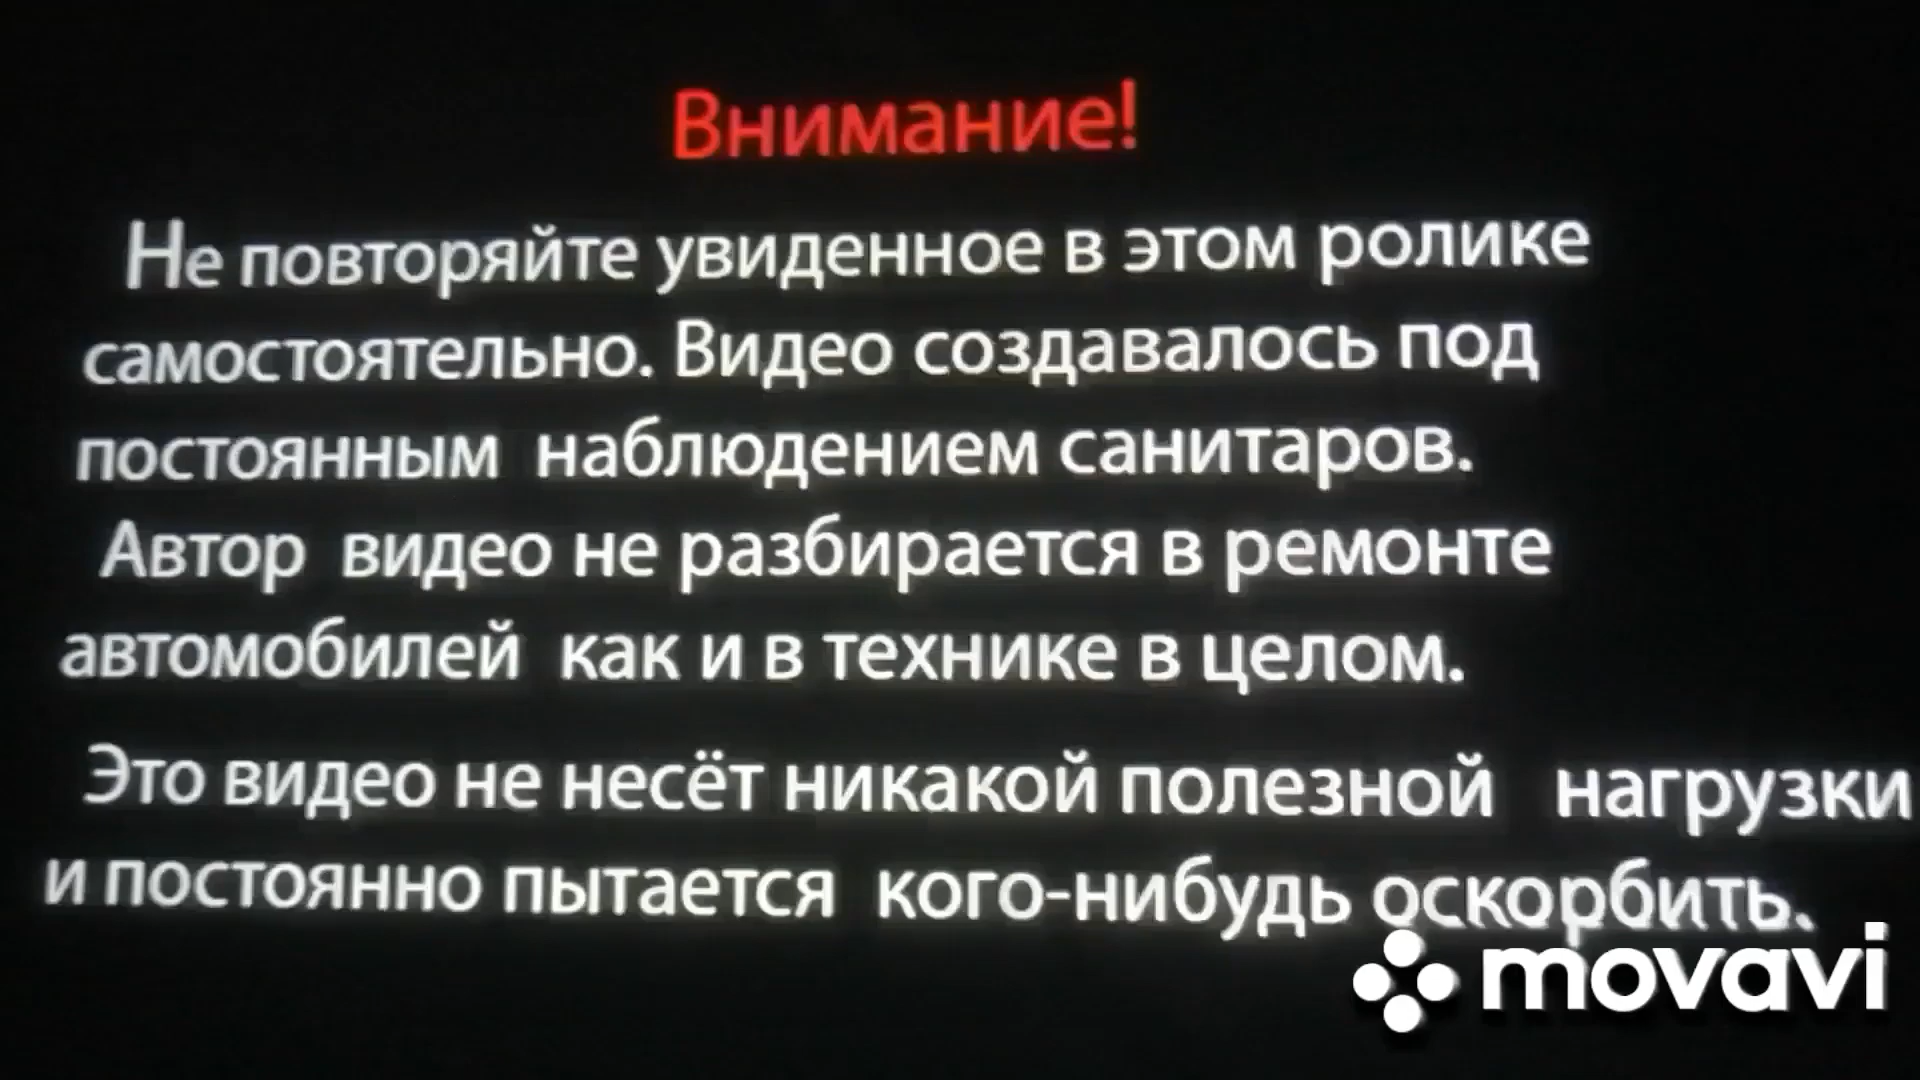 Внимание!
Не повторяйте увиденное в этом ролике
самостоятельно. Видео создавалось под
постоянным наблюдением санитаров.
Автор видео не разбирается в ремонте
автомобилей как и в технике в целом.
Это видео не несёт никакой полезной нагрузки
и постоянно пытается кого-нибудь оскорбить.
movavi